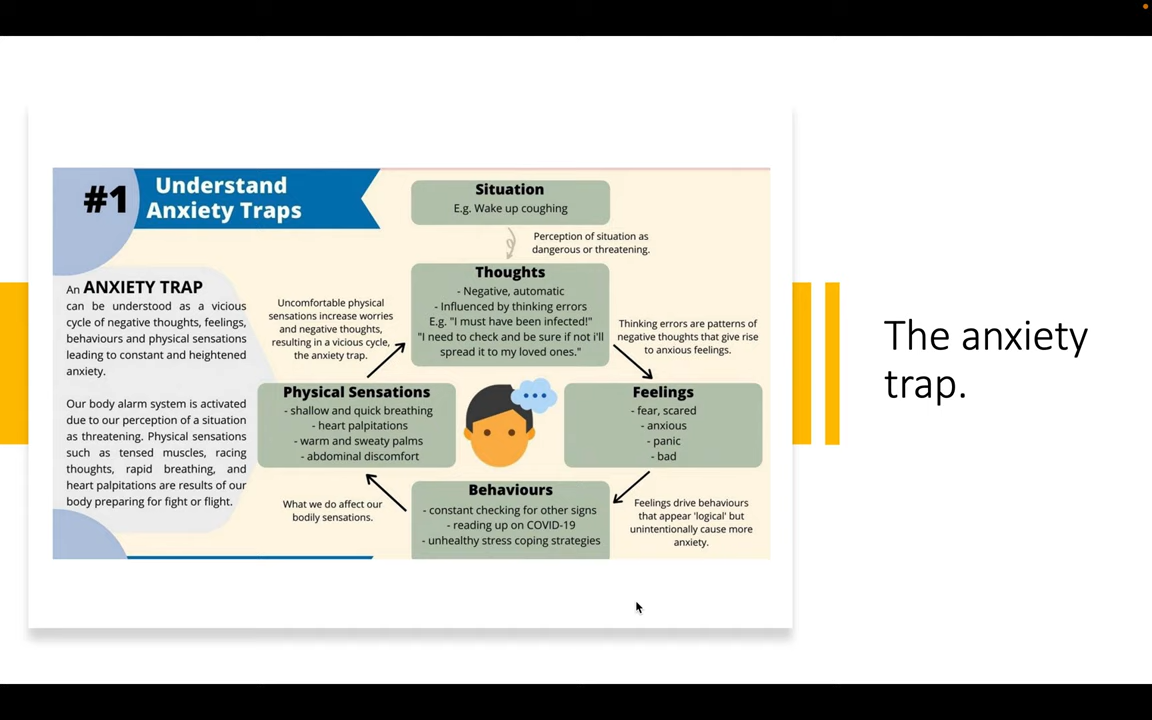 #1
Understand
Anxiety Traps
An ANXIETY TRAP
can be understood as a vicious
cycle of negative thoughts, feelings,
behaviours and physical sensations
leading to constant and heightened
anxiety.
Our body alarm system is activated
due to our perception of a situation
as threatening. Physical sensations
such as tensed muscles, racing
thoughts, rapid breathing, and
heart palpitations are results of our
body preparing for fight or flight.
Situation
E.g. Wake up coughing
Perception of situation as
dangerous or threatening.
Thoughts
- Negative, automatic
- Influenced by thinking errors
E.g. "I must have been infected!"
"I need to check and be sure if not i'll
spread it to my loved ones."
Thinking errors are patterns of
negative thoughts that give rise
to anxious feelings.
Feelings
- fear, scared
- anxious
- panic
- bad
Feelings drive behaviours
that appear 'logical' but
unintentionally cause more
anxiety.
Behaviours
- constant checking for other signs
- reading up on COVID-19
- unhealthy stress coping strategies
What we do affect our
bodily sensations.
Physical Sensations
- shallow and quick breathing
- heart palpitations
- warm and sweaty palms
- abdominal discomfort
Uncomfortable physical
sensations increase worries
and negative thoughts,
resulting in a vicious cycle,
the anxiety trap.
The anxiety
trap.